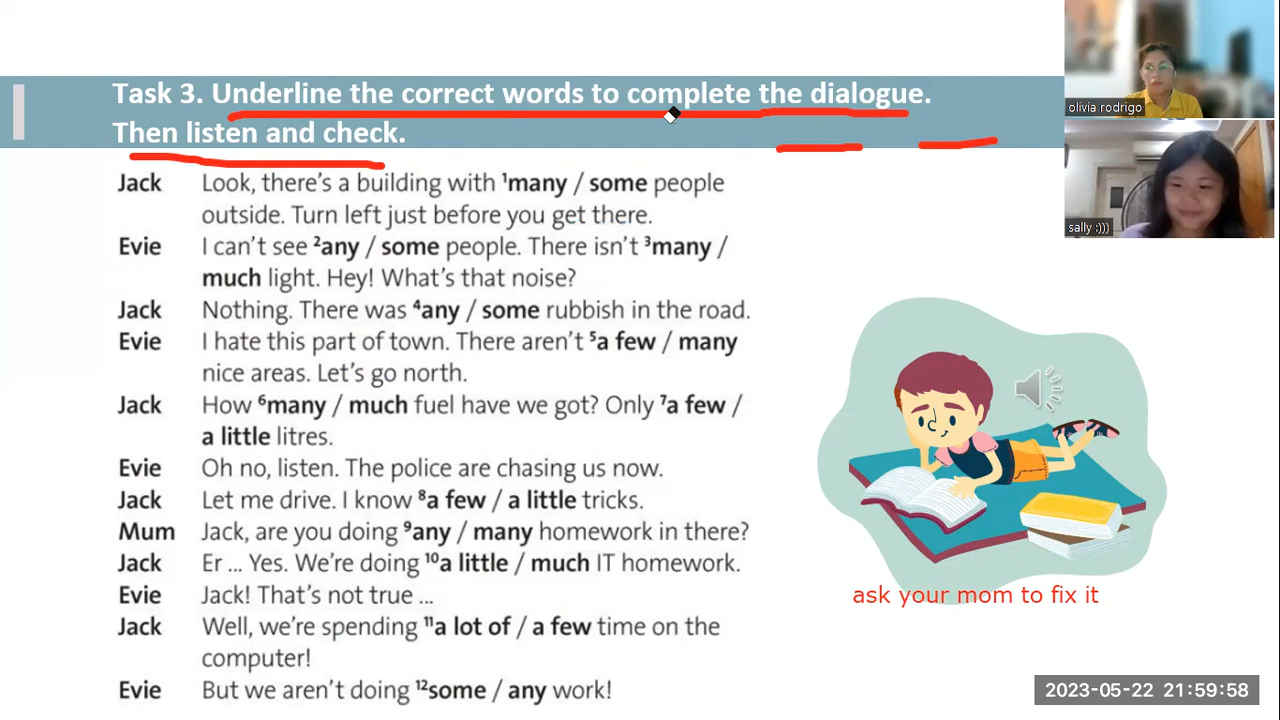 Task 3. Underline the correct words to complete the dialogue.
Then listen and check.
olivia rodrigo
sally :)))
Jack Look, there's a building with ¹many / some people
outside. Turn left just before you get there.
Evie I can't see ²any / some people. There isn't ³many /
much light. Hey! What's that noise?
Jack Nothing. There was ⁴any / some rubbish in the road.
Evie I hate this part of town. There aren't ⁵a few / many
nice areas. Let's go north.
Jack How ⁶many / much fuel have we got? Only ⁷a few /
a little litres.
Evie Oh no, listen. The police are chasing us now.
Jack Let me drive. I know ⁸a few / a little tricks.
Mum Jack, are you doing ⁹any / many homework in there?
Jack Er ... Yes. We're doing ¹⁰a little / much IT homework.
Evie Jack! That's not true ...
Jack Well, we're spending ¹¹a lot of / a few time on the
computer!
Evie But we aren't doing ¹²some / any work!
ask your mom to fix it
2023-05-22 21:59:58